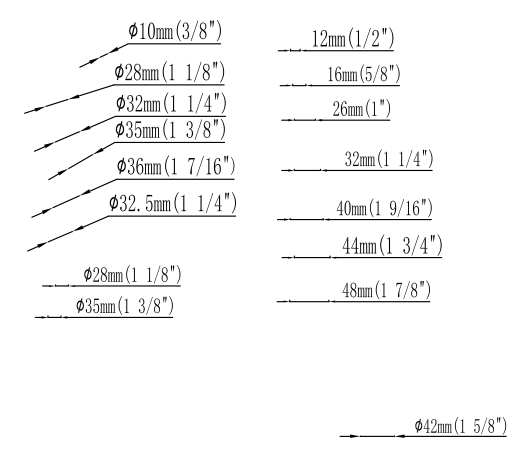 ϕ10mm(3/8")
ϕ28mm(1 1/8")
ϕ32mm(1 1/4")
ϕ35mm(1 3/8")
ϕ36mm(1 7/16")
ϕ32.5mm(1 1/4")
ϕ28mm(1 1/8")
ϕ35mm(1 3/8")
12mm(1/2")
16mm(5/8")
26mm(1")
32mm(1 1/4")
40mm(1 9/16")
44mm(1 3/4")
48mm(1 7/8")
ϕ42mm(1 5/8")